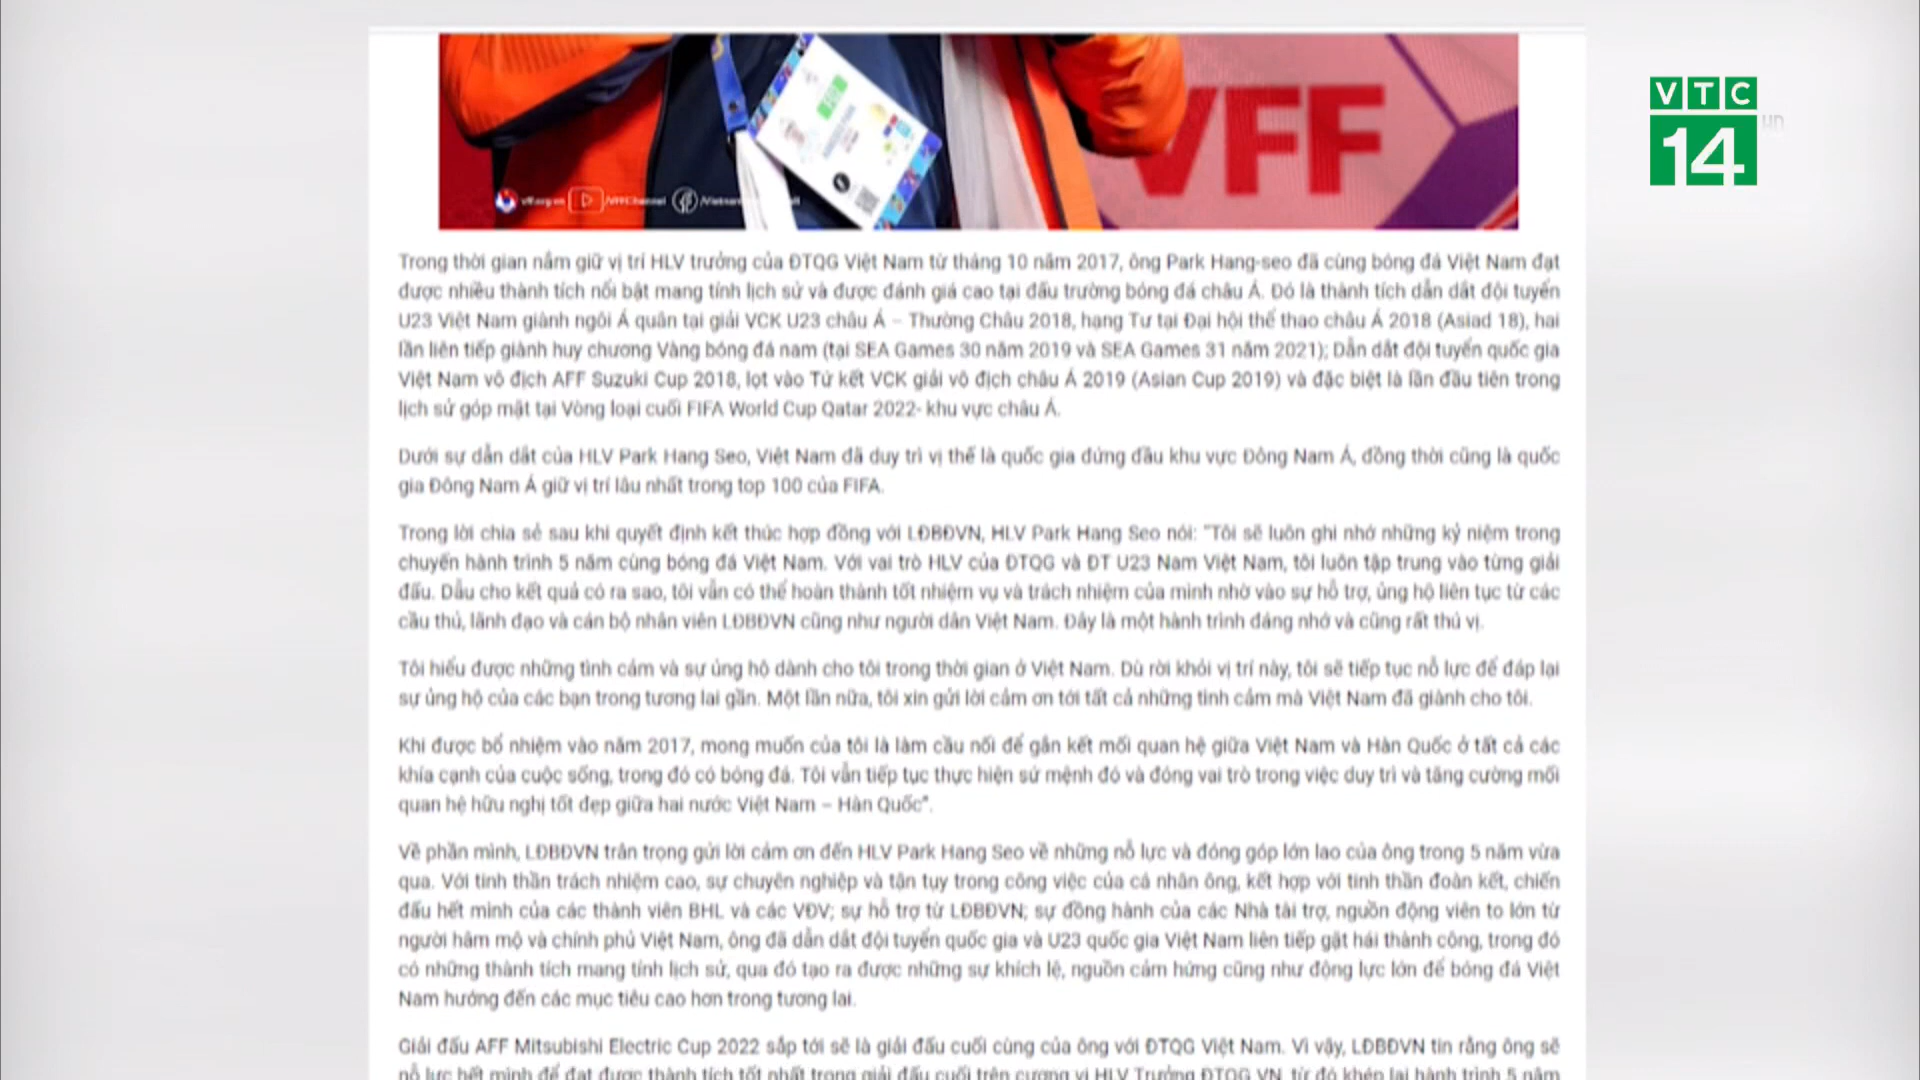 VTC
14
VFF
Trong thời gian nắm giữ vị trí HLV trưởng của ĐTQG Việt Nam từ tháng 10 năm 2017, ông Park Hang-seo đã cùng bóng đá Việt Nam đạt
được nhiều thành tích nổi bật mang tính lịch sử và được đánh giá cao tại đấu trường bóng đá châu Á. Đó là thành tích dẫn dắt đội tuyển
U23 Việt Nam giành ngôi Á quân tại giải VCK U23 châu Á – Thường Châu 2018, hạng Tư tại Đại hội thể thao châu Á 2018 (Asiad 18), hai
lần liên tiếp giành huy chương Vàng bóng đá nam (tại SEA Games 30 năm 2019 và SEA Games 31 năm 2021); Dẫn dắt đội tuyển quốc gia
Việt Nam vô địch AFF Suzuki Cup 2018, lọt vào Tứ kết VCK giải vô địch châu Á 2019 (Asian Cup 2019) và đặc biệt là lần đầu tiên trong
lịch sử góp mặt tại Vòng loại cuối FIFA World Cup Qatar 2022- khu vực châu Á.
Dưới sự dẫn dắt của HLV Park Hang Seo, Việt Nam đã duy trì vị thế là quốc gia đứng đầu khu vực Đông Nam Á, đồng thời cũng là quốc
gia Đông Nam Á giữ vị trí lâu nhất trong top 100 của FIFA.
Trong lời chia sẻ sau khi quyết định kết thúc hợp đồng với LĐBĐVN, HLV Park Hang Seo nói: "Tôi sẽ luôn ghi nhớ những kỷ niệm trong
chuyến hành trình 5 năm cùng bóng đá Việt Nam. Với vai trò HLV của ĐTQG và ĐT U23 Nam Việt Nam, tôi luôn tập trung vào từng giải
đấu. Dẫu cho kết quả có ra sao, tôi vẫn có thể hoàn thành tốt nhiệm vụ và trách nhiệm của mình nhờ vào sự hỗ trợ, ủng hộ liên tục từ các
cầu thủ, lãnh đạo và cán bộ nhân viên LĐBĐVN cũng như người dân Việt Nam. Đây là một hành trình đáng nhớ và cũng rất thú vị.
Tôi hiểu được những tình cảm và sự ủng hộ dành cho tôi trong thời gian ở Việt Nam. Dù rời khỏi vị trí này, tôi sẽ tiếp tục nỗ lực để đáp lại
sự ủng hộ của các bạn trong tương lai gần. Một lần nữa, tôi xin gửi lời cảm ơn tới tất cả những tình cảm mà Việt Nam đã giành cho tôi.
Khi được bổ nhiệm vào năm 2017, mong muốn của tôi là làm cầu nối để gắn kết mối quan hệ giữa Việt Nam và Hàn Quốc ở tất cả các
khía cạnh của cuộc sống, trong đó có bóng đá. Tôi vẫn tiếp tục thực hiện sứ mệnh đó và đóng vai trò trong việc duy trì và tăng cường mối
quan hệ hữu nghị tốt đẹp giữa hai nước Việt Nam – Hàn Quốc".
Về phần mình, LĐBĐVN trân trọng gửi lời cảm ơn đến HLV Park Hang Seo về những nỗ lực và đóng góp lớn lao của ông trong 5 năm vừa
qua. Với tinh thần trách nhiệm cao, sự chuyên nghiệp và tận tụy trong công việc của cá nhân ông, kết hợp với tinh thần đoàn kết, chiến
đấu hết mình của các thành viên BHL và các VĐV; sự hỗ trợ từ LĐBĐVN; sự đồng hành của các Nhà tài trợ, nguồn động viên to lớn từ
người hâm mộ và chính phủ Việt Nam, ông đã dẫn dắt đội tuyển quốc gia và U23 quốc gia Việt Nam liên tiếp gặt hái thành công, trong đó
có những thành tích mang tính lịch sử, qua đó tạo ra được những sự khích lệ, nguồn cảm hứng cũng như động lực lớn để bóng đá Việt
Nam hướng đến các mục tiêu cao hơn trong tương lai.
Giải đấu AFF Mitsubishi Electric Cup 2022 sắp tới sẽ là giải đấu cuối cùng của ông với ĐTQG Việt Nam. Vì vậy, LĐBĐVN tin rằng ông sẽ
nỗ lực hết mình để đạt được thành tích tốt nhất trong giải đấu cuối trên cương vị HLV Trưởng ĐTQG VN, từ đó khép lại hành trình 5 năm